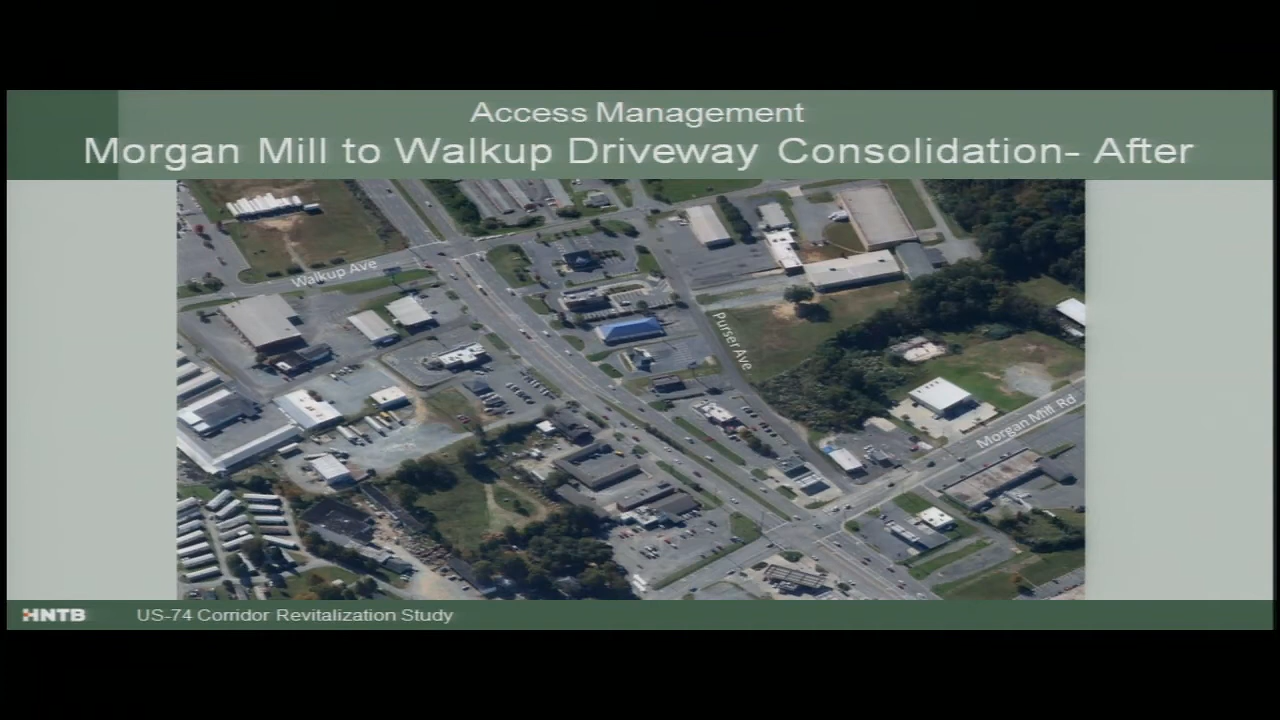 Access Management
Morgan Mill to Walkup Driveway Consolidation- After
Walkup Ave
Purser Ave
Morgan Mill Rd
HNTB US-74 Corridor Revitalization Study